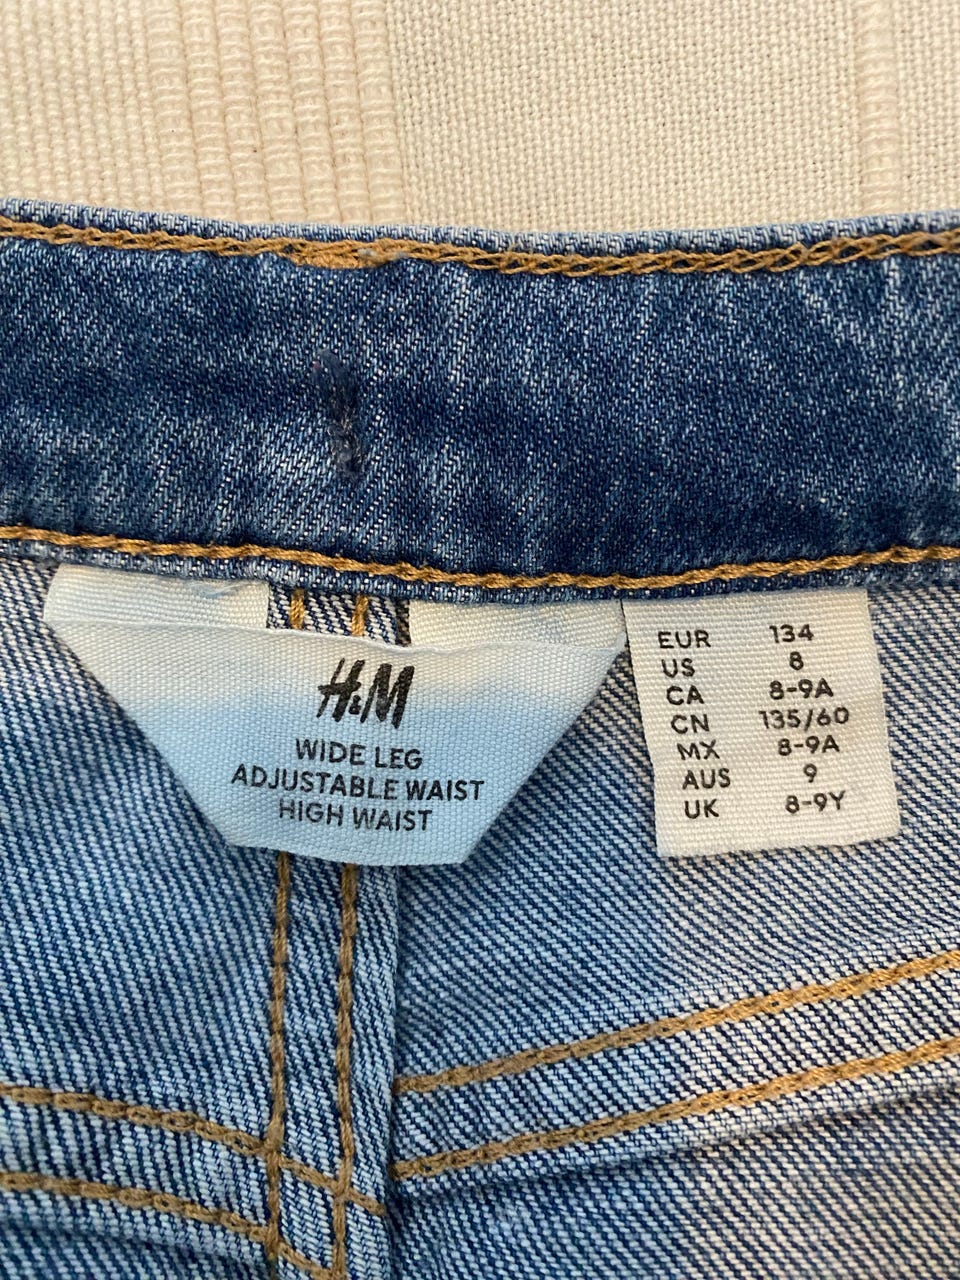 H&M
WIDE LEG
ADJUSTABLE WAIST
HIGH WAIST
EUR 134
US 8
CA 8-9A
CN 135/60
MX 8-9A
AUS 9
UK 8-9Y